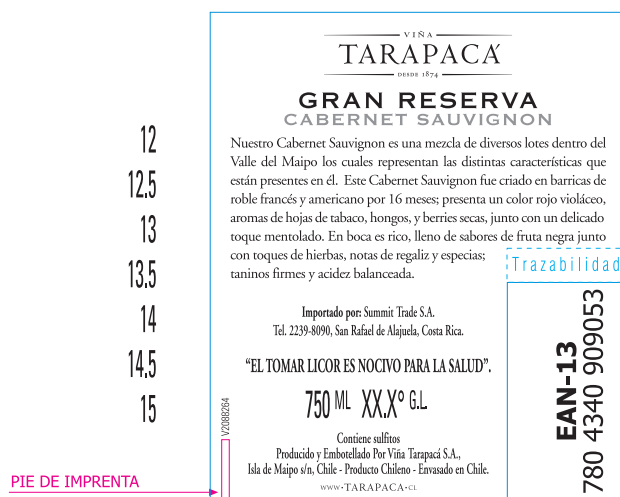 VIÑA
TARAPACÁ
DESDE 1874
GRAN RESERVA
CABERNET SAUVIGNON
Nuestro Cabernet Sauvignon es una mezcla de diversos lotes dentro del
Valle del Maipo los cuales representan las distintas características que
están presentes en él. Este Cabernet Sauvignon fue criado en barricas de
roble francés y americano por 16 meses; presenta un color rojo violáceo,
aromas de hojas de tabaco, hongos, y berries secas, junto con un delicado
toque mentolado. En boca es rico, lleno de sabores de fruta negra junto
con toques de hierbas, notas de regaliz y especias;
taninos firmes y acidez balanceada.
Trazabilidad
Importado por: Summit Trade S.A.
Tel. 2239-8090, San Rafael de Alajuela, Costa Rica.
“EL TOMAR LICOR ES NOCIVO PARA LA SALUD”.
750 ML XX.X° G.L.
Contiene sulfitos
Producido y Embotellado Por Viña Tarapacá S.A.,
Isla de Maipo s/n, Chile - Producto Chileno - Envasado en Chile.
WWW•TARAPACA•CL
EAN-13
780 4340 909053
V2088264
12
12.5
13
13.5
14
14.5
15
PIE DE IMPRENTA